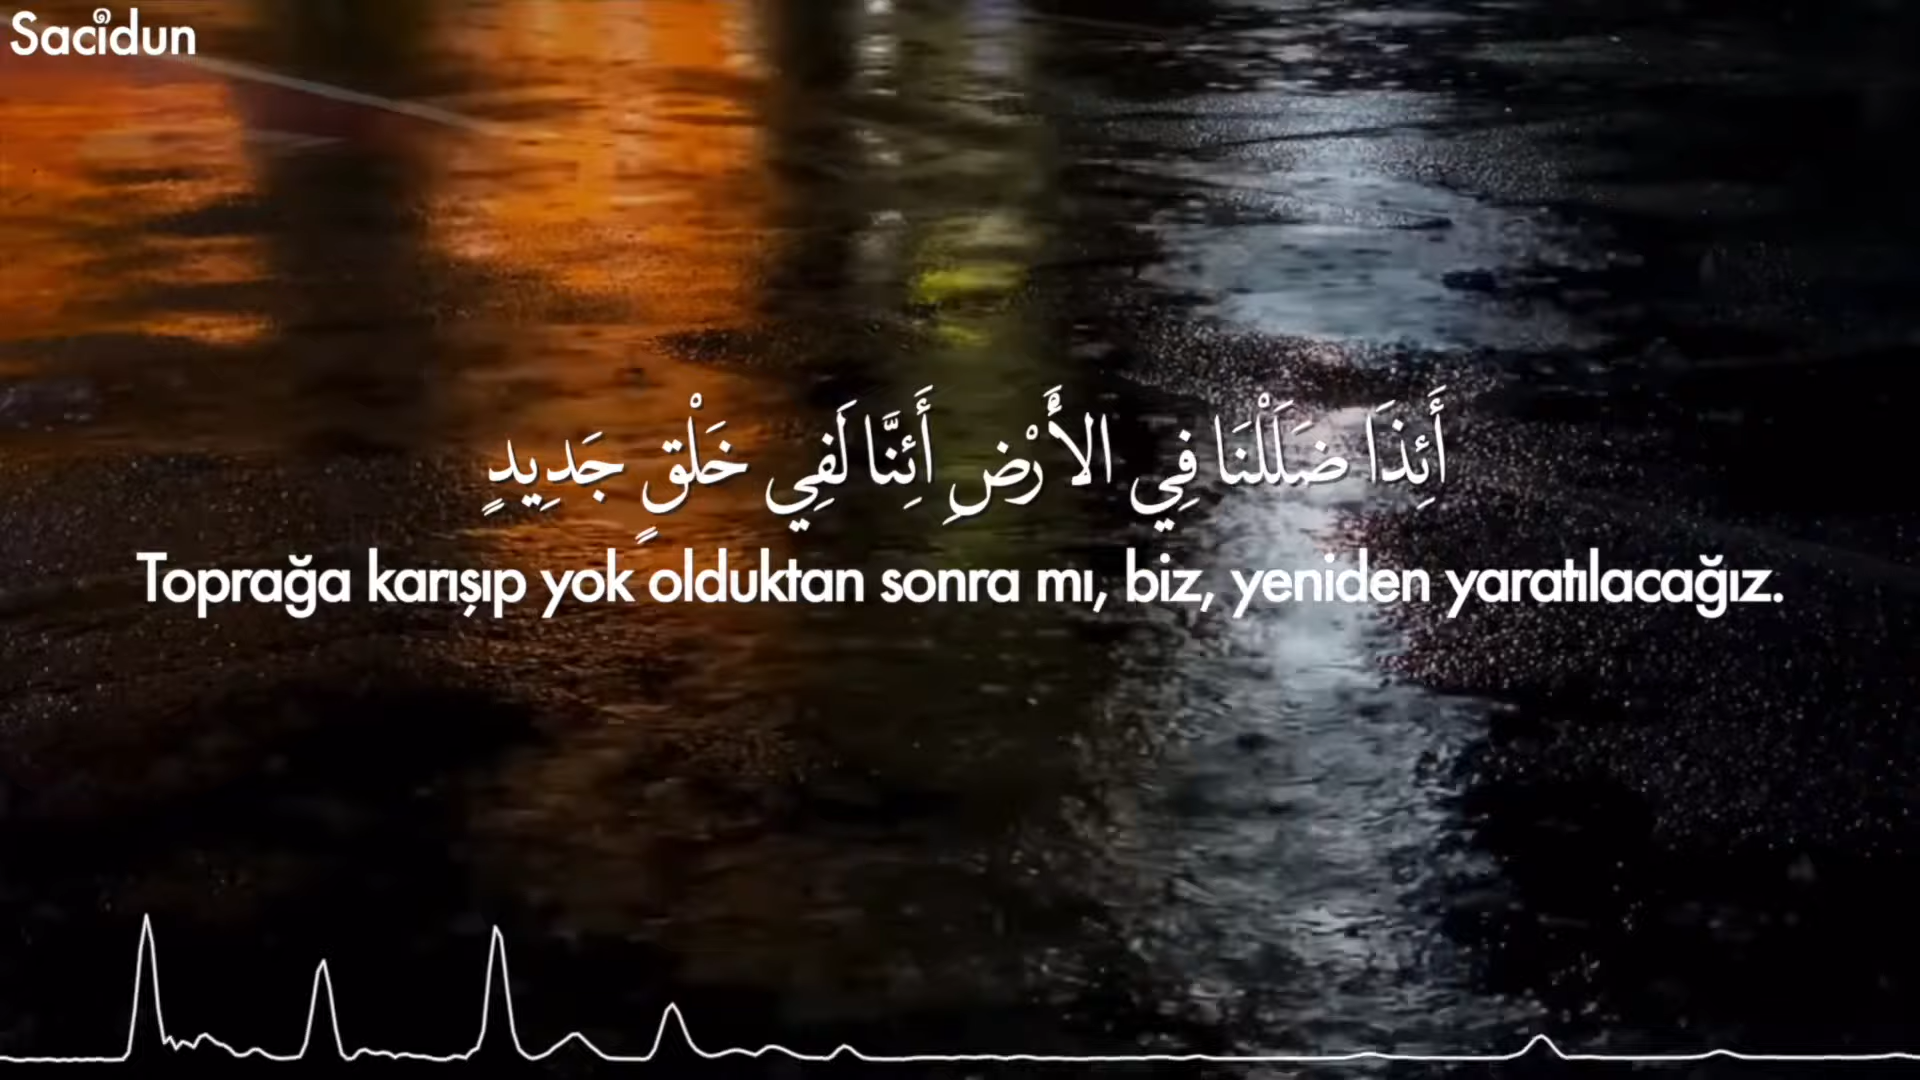 Sacidun
أَئِذَا ضَلَلْنَا فِي الأَرْضِ أَئِنَّا لَفِي خَلْقٍ جَدِيدٍ
Toprağa karışıp yok olduktan sonra mı, biz, yeniden yaratılacağız.